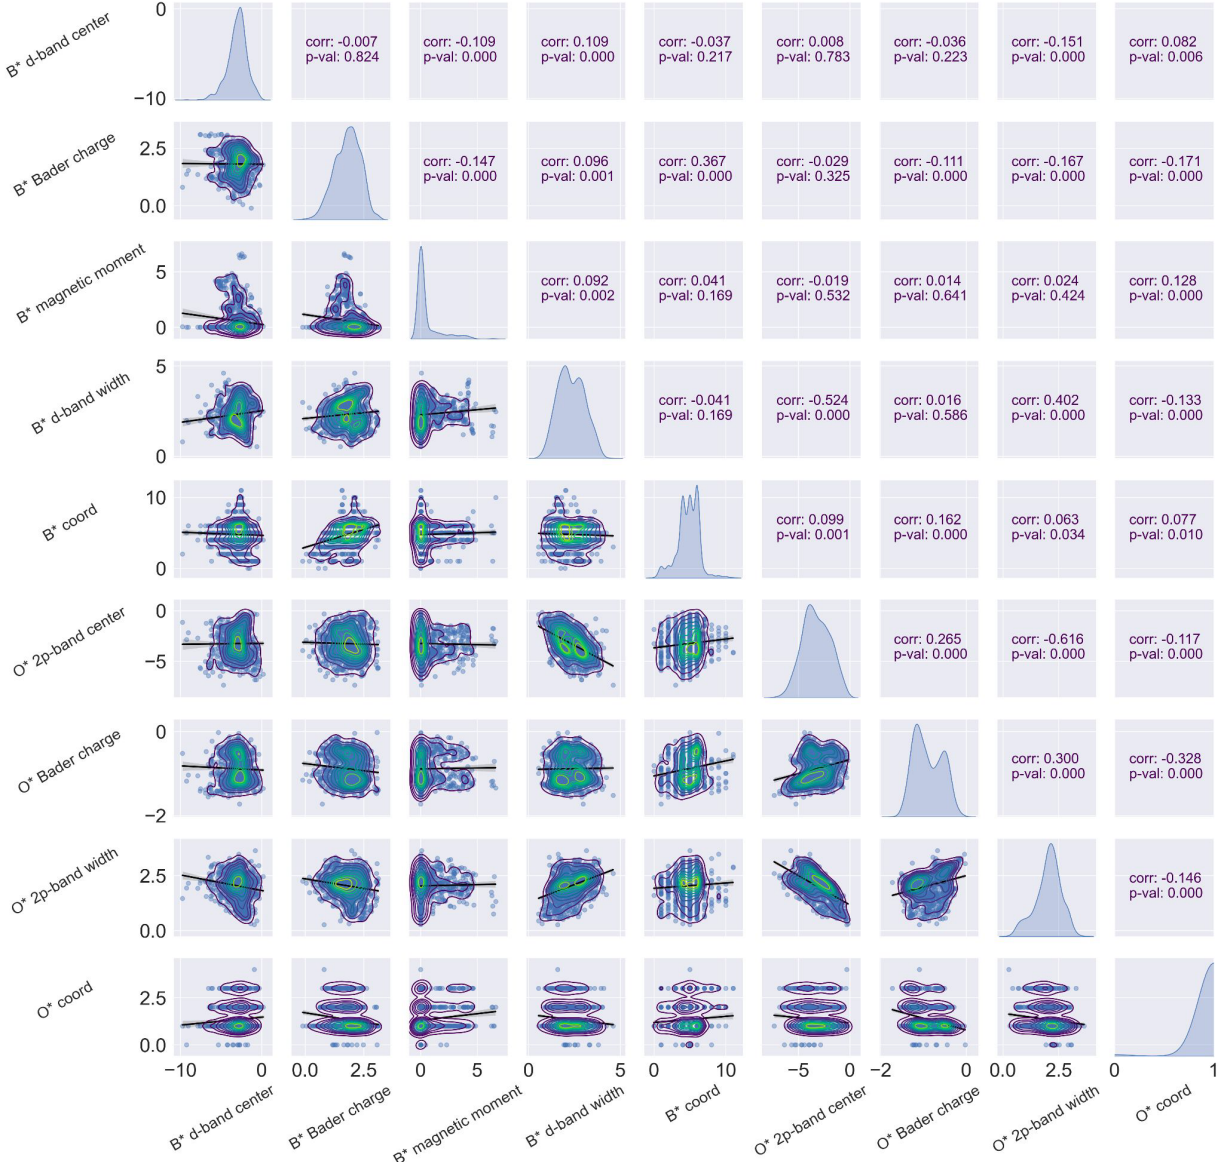 B* d-band center
0
−10
corr: -0.007
p-val: 0.824
corr: -0.109
p-val: 0.000
corr: 0.109
p-val: 0.000
corr: -0.037
p-val: 0.217
corr: 0.008
p-val: 0.783
corr: -0.036
p-val: 0.223
corr: -0.151
p-val: 0.000
corr: 0.082
p-val: 0.006
B* Bader charge
2.5
0.0
corr: -0.147
p-val: 0.000
corr: 0.096
p-val: 0.001
corr: 0.367
p-val: 0.000
corr: -0.029
p-val: 0.325
corr: -0.111
p-val: 0.000
corr: -0.167
p-val: 0.000
corr: -0.171
p-val: 0.000
B* magnetic moment
5
0
corr: 0.092
p-val: 0.002
corr: 0.041
p-val: 0.169
corr: -0.019
p-val: 0.532
corr: 0.014
p-val: 0.641
corr: 0.024
p-val: 0.424
corr: 0.128
p-val: 0.000
B* d-band width
5
0
corr: -0.041
p-val: 0.169
corr: -0.524
p-val: 0.000
corr: 0.016
p-val: 0.586
corr: 0.402
p-val: 0.000
corr: -0.133
p-val: 0.000
B* coord
10
0
corr: 0.099
p-val: 0.001
corr: 0.162
p-val: 0.000
corr: 0.063
p-val: 0.034
corr: 0.077
p-val: 0.010
O* 2p-band center
0
−5
corr: 0.265
p-val: 0.000
corr: -0.616
p-val: 0.000
corr: -0.117
p-val: 0.000
O* Bader charge
0
−2
corr: 0.300
p-val: 0.000
corr: -0.328
p-val: 0.000
O* 2p-band width
2.5
0.0
corr: -0.146
p-val: 0.000
O* coord
2.5
0.0
−10 0 0.0 2.5 0 5 0 5 0 10 −5 0 −2 0 0.0 2.5 0 1
B* d-band center
B* Bader charge
B* magnetic moment
B* d-band width
B* coord
O* 2p-band center
O* Bader charge
O* 2p-band width
O* coord